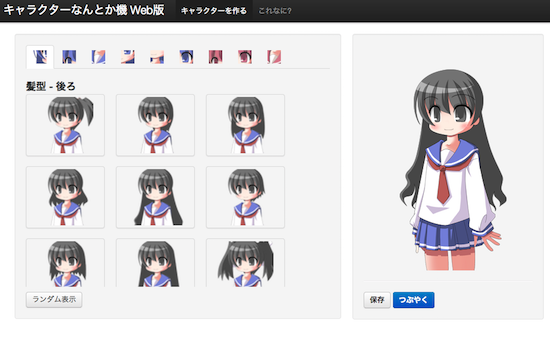 キャラクターなんとか機 Web版
キャラクターを作る
これなに?
髪型 - 後ろ
ランダム表示
保存
つぶやく